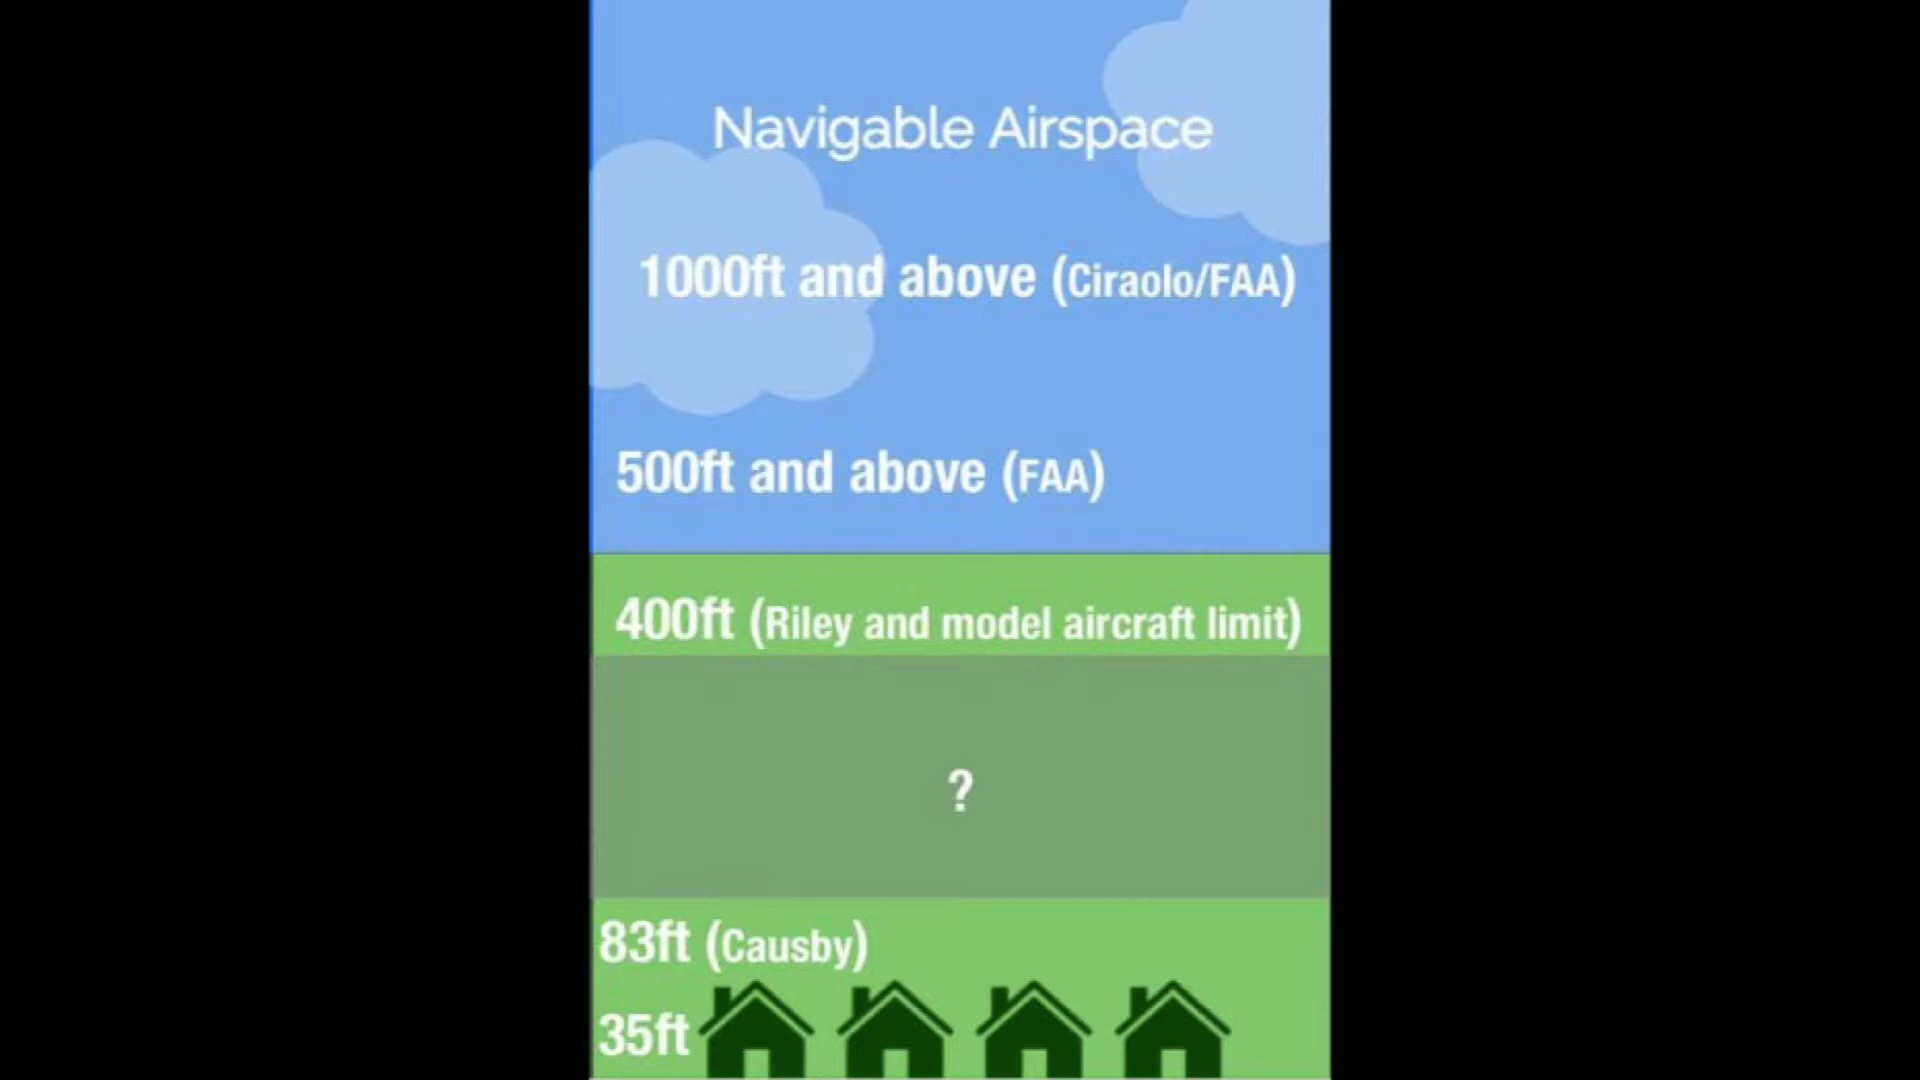 Navigable Airspace
1000ft and above (Ciraolo/FAA)
500ft and above (FAA)
400ft (Riley and model aircraft limit)
?
83ft (Causby)
35ft